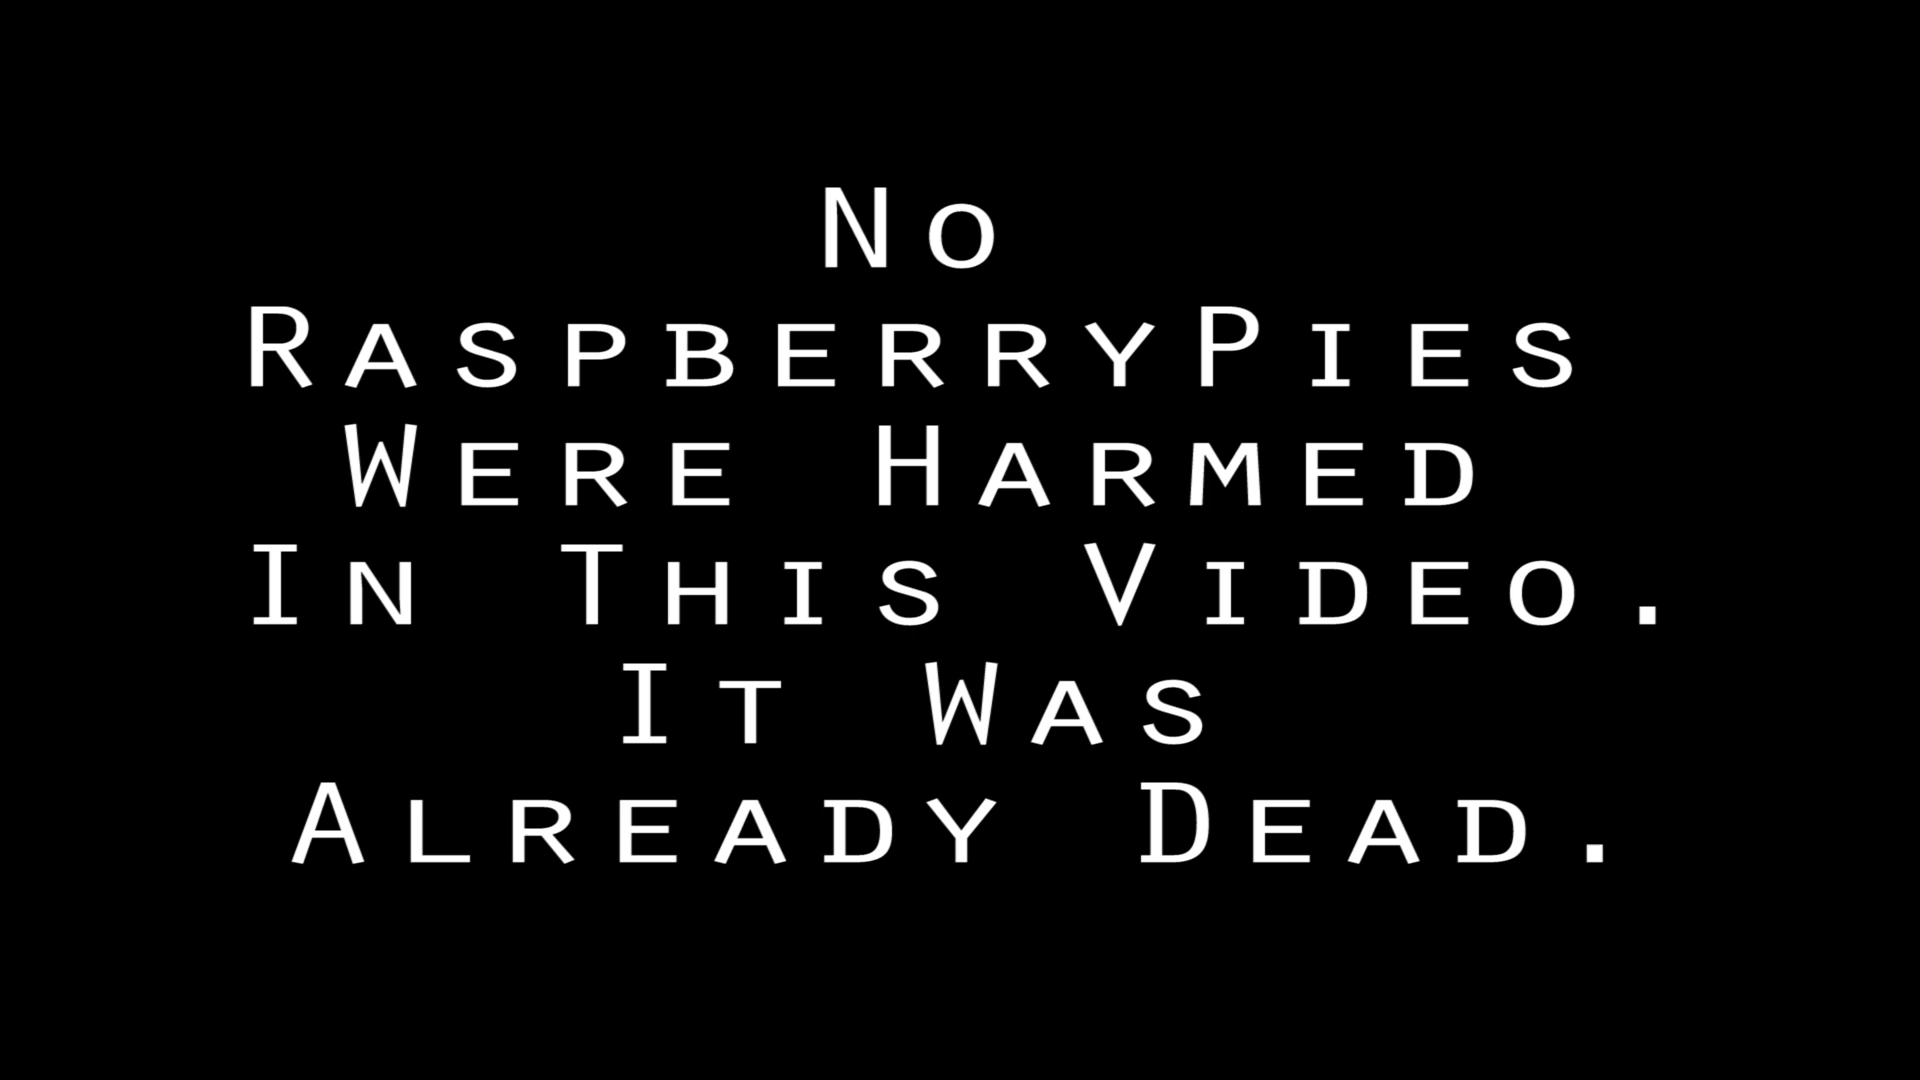 No
RaspberryPies
Were Harmed
In This Video.
It Was
Already Dead.